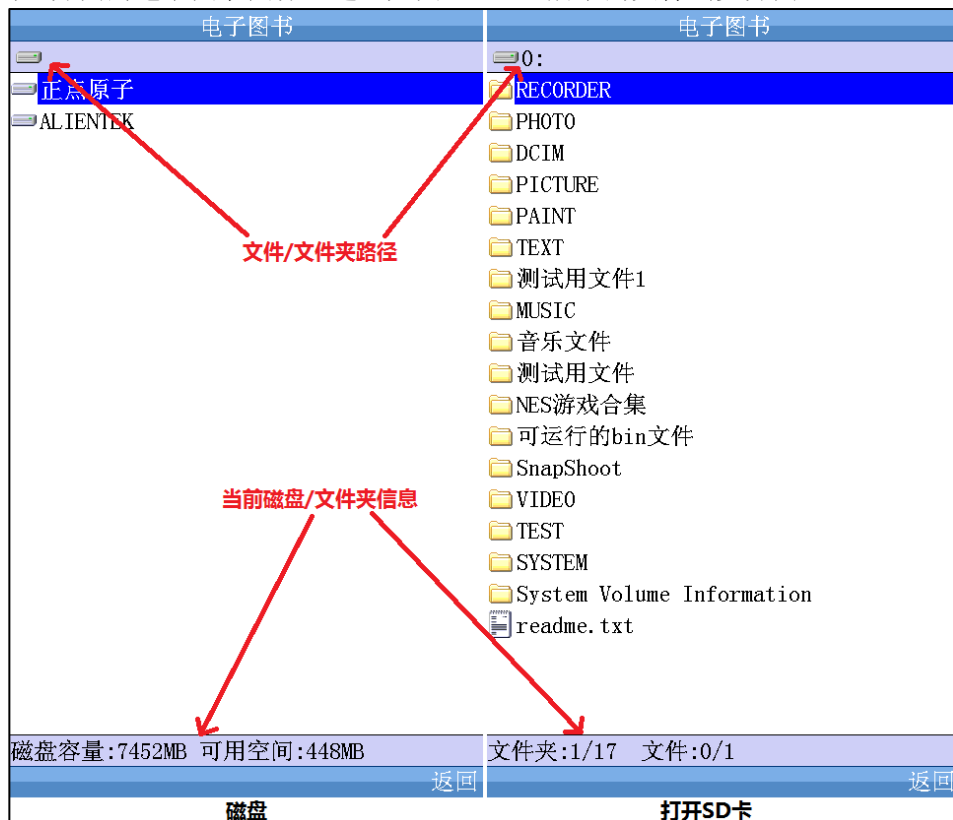 电子图书
正点原子
ALIENTEK
文件/文件夹路径
当前磁盘/文件夹信息
磁盘容量:7452MB 可用空间:448MB
返回
磁盘
电子图书
0:
RECORDER
PHOTO
DCIM
PICTURE
PAINT
TEXT
测试用文件1
MUSIC
音乐文件
测试用文件
NES游戏合集
可运行的bin文件
SnapShoot
VIDEO
TEST
SYSTEM
System Volume Information
readme.txt
文件夹:1/17 文件:0/1
返回
打开SD卡